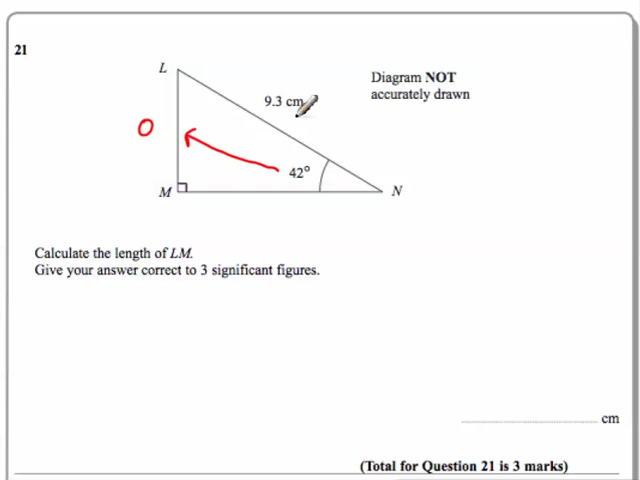 21
L
9.3 cm
Diagram NOT
accurately drawn
O
42°
M
N
Calculate the length of LM.
Give your answer correct to 3 significant figures.
cm
(Total for Question 21 is 3 marks)